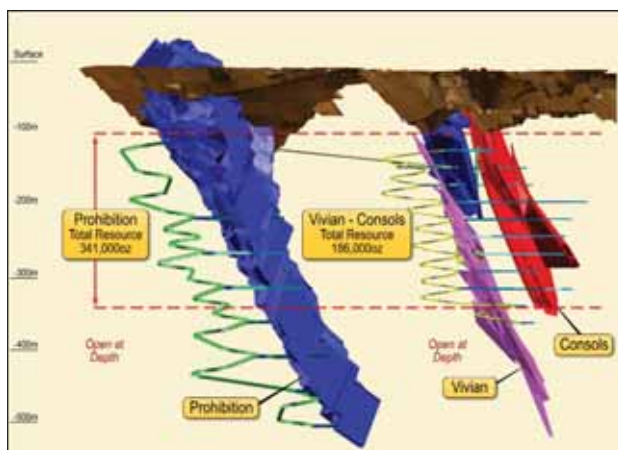 Surface
-100m
-200m
-300m
-400m
-500m
Prohibition
Total Resource
341,000oz
Vivian - Consols
Total Resource
186,000oz
Open at
Depth
Open at
Depth
Consols
Vivian
Prohibition